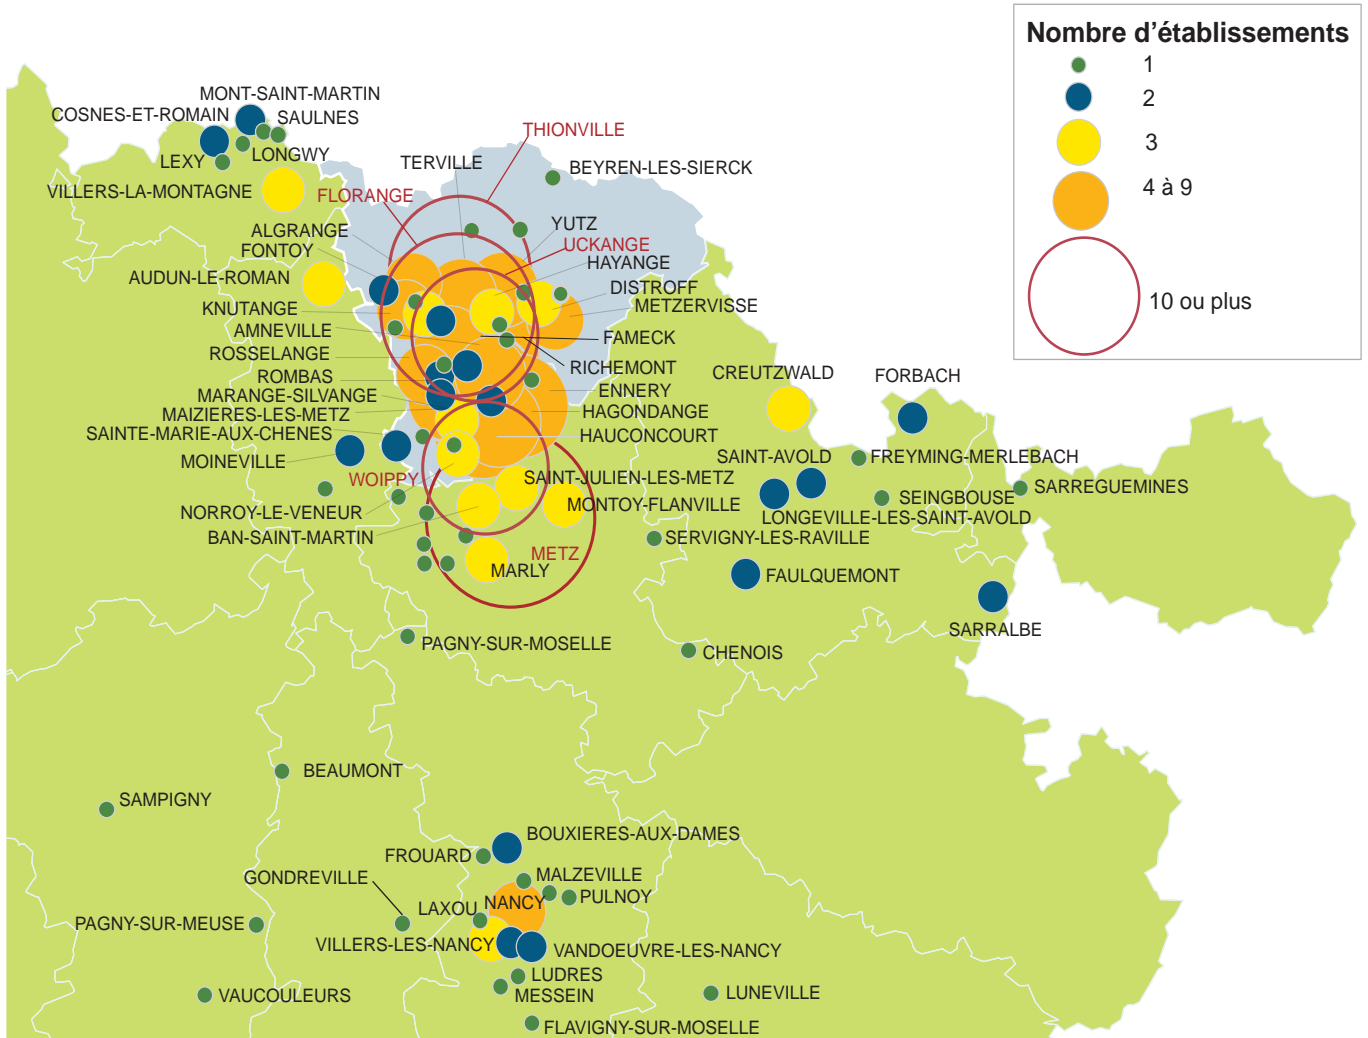 Nombre d'établissements
1
2
3
4 à 9
10 ou plus
MONT-SAINT-MARTIN
COSNES-ET-ROMAIN
SAULNES
LONGWY
LEXY
VILLERS-LA-MONTAGNE
THIONVILLE
TERVILLE
BEYREN-LES-SIERCK
FLORANGE
ALGRANGE
YUTZ
FONTOY
UCKANGE
HAYANGE
AUDUN-LE-ROMAN
DISTROFF
KNUTANGE
METZERVISSE
AMNEVILLE
FAMECK
ROSSELANGE
RICHEMONT
ROMBAS
ENNERY
MARANGE-SILVANGE
MAIZIERES-LES-METZ
HAGONDANGE
SAINTE-MARIE-AUX-CHENES
HAUCONCOURT
MOINEVILLE
WOIPPY
SAINT-JULIEN-LES-METZ
NORROY-LE-VENEUR
MONTOY-FLANVILLE
BAN-SAINT-MARTIN
METZ
MARLY
CREUTZWALD
FORBACH
SAINT-AVOLD
FREYMING-MERLEBACH
SEINGBOUSE
SARREGUEMINES
LONGEVILLE-LES-SAINT-AVOLD
SERVIGNY-LES-RAVILLE
FAULQUEMONT
SARRALBE
PAGNY-SUR-MOSELLE
CHENOIS
BEAUMONT
SAMPIGNY
BOUXIERES-AUX-DAMES
FROUARD
GONDREVILLE
MALZEVILLE
PULNOY
LAXOU
NANCY
PAGNY-SUR-MEUSE
VILLERS-LES-NANCY
VANDOEUVRE-LES-NANCY
LUDRES
MESSEIN
VAUCOULEURS
LUNEVILLE
FLAVIGNY-SUR-MOSELLE